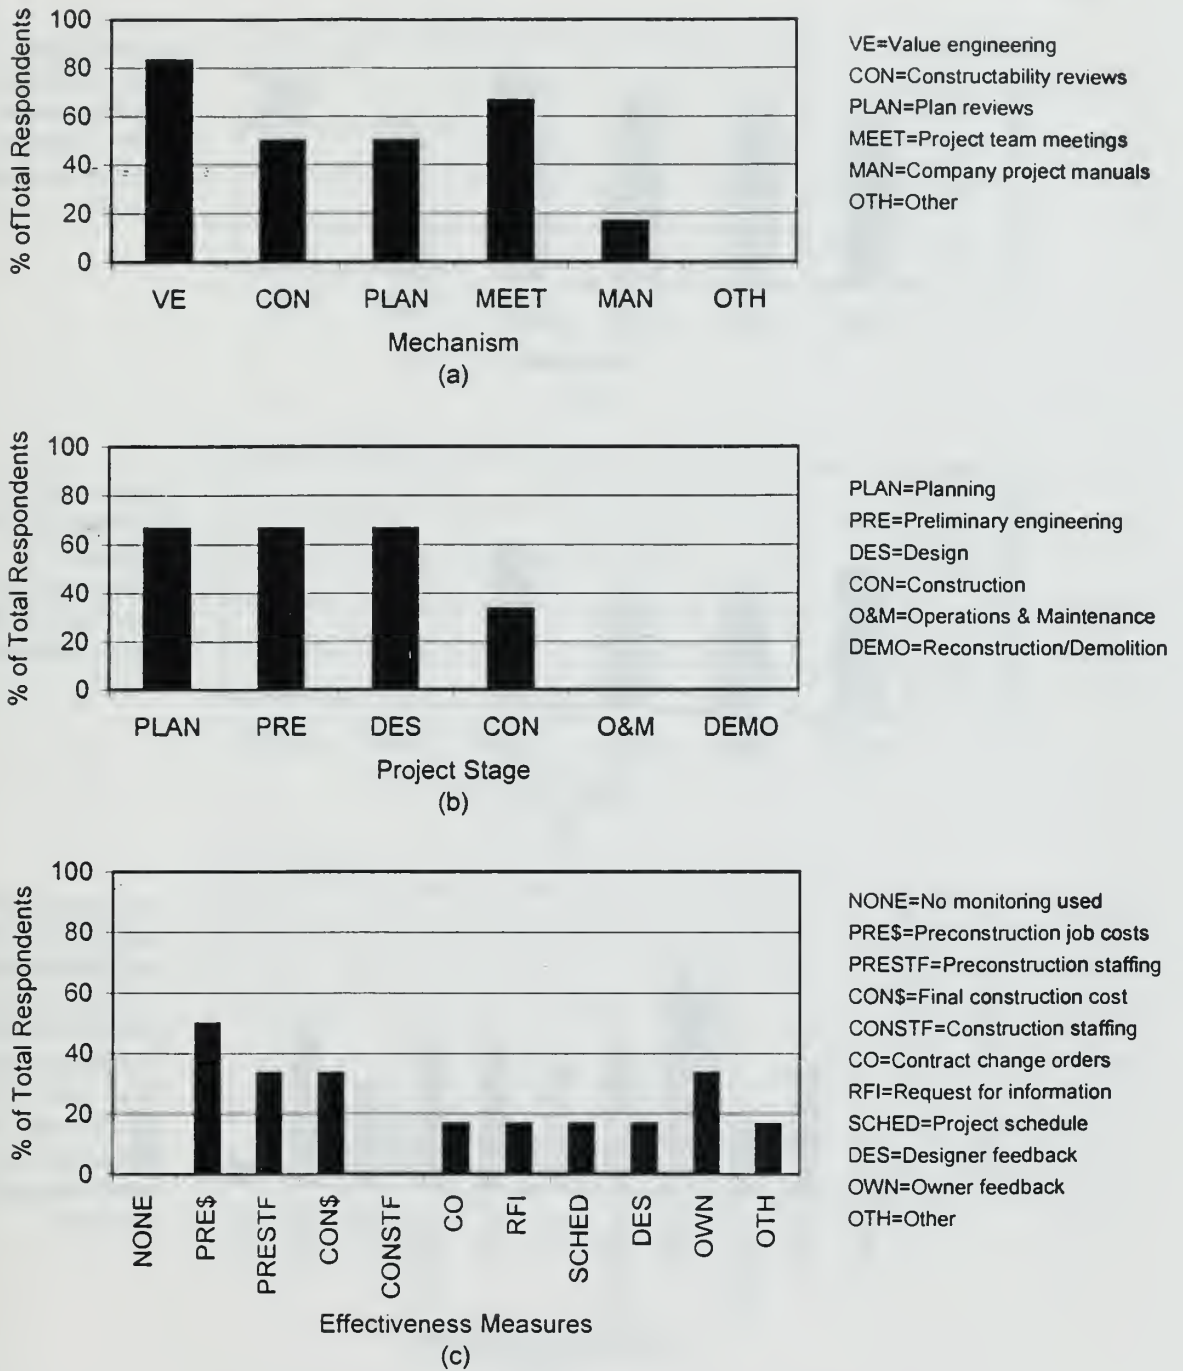 % of Total Respondents
100
80
60
40
20
0
VE CON PLAN MEET MAN OTH
Mechanism
(a)
VE=Value engineering
CON=Constructability reviews
PLAN=Plan reviews
MEET=Project team meetings
MAN=Company project manuals
OTH=Other
% of Total Respondents
100
80
60
40
20
0
PLAN PRE DES CON O&M DEMO
Project Stage
(b)
PLAN=Planning
PRE=Preliminary engineering
DES=Design
CON=Construction
O&M=Operations & Maintenance
DEMO=Reconstruction/Demolition
% of Total Respondents
100
80
60
40
20
0
NONE PRE$ PRESTF CON$ CONSTF CO RFI SCHED DES OWN OTH
Effectiveness Measures
(c)
NONE=No monitoring used
PRE$=Preconstruction job costs
PRESTF=Preconstruction staffing
CON$=Final construction cost
CONSTF=Construction staffing
CO=Contract change orders
RFI=Request for information
SCHED=Project schedule
DES=Designer feedback
OWN=Owner feedback
OTH=Other